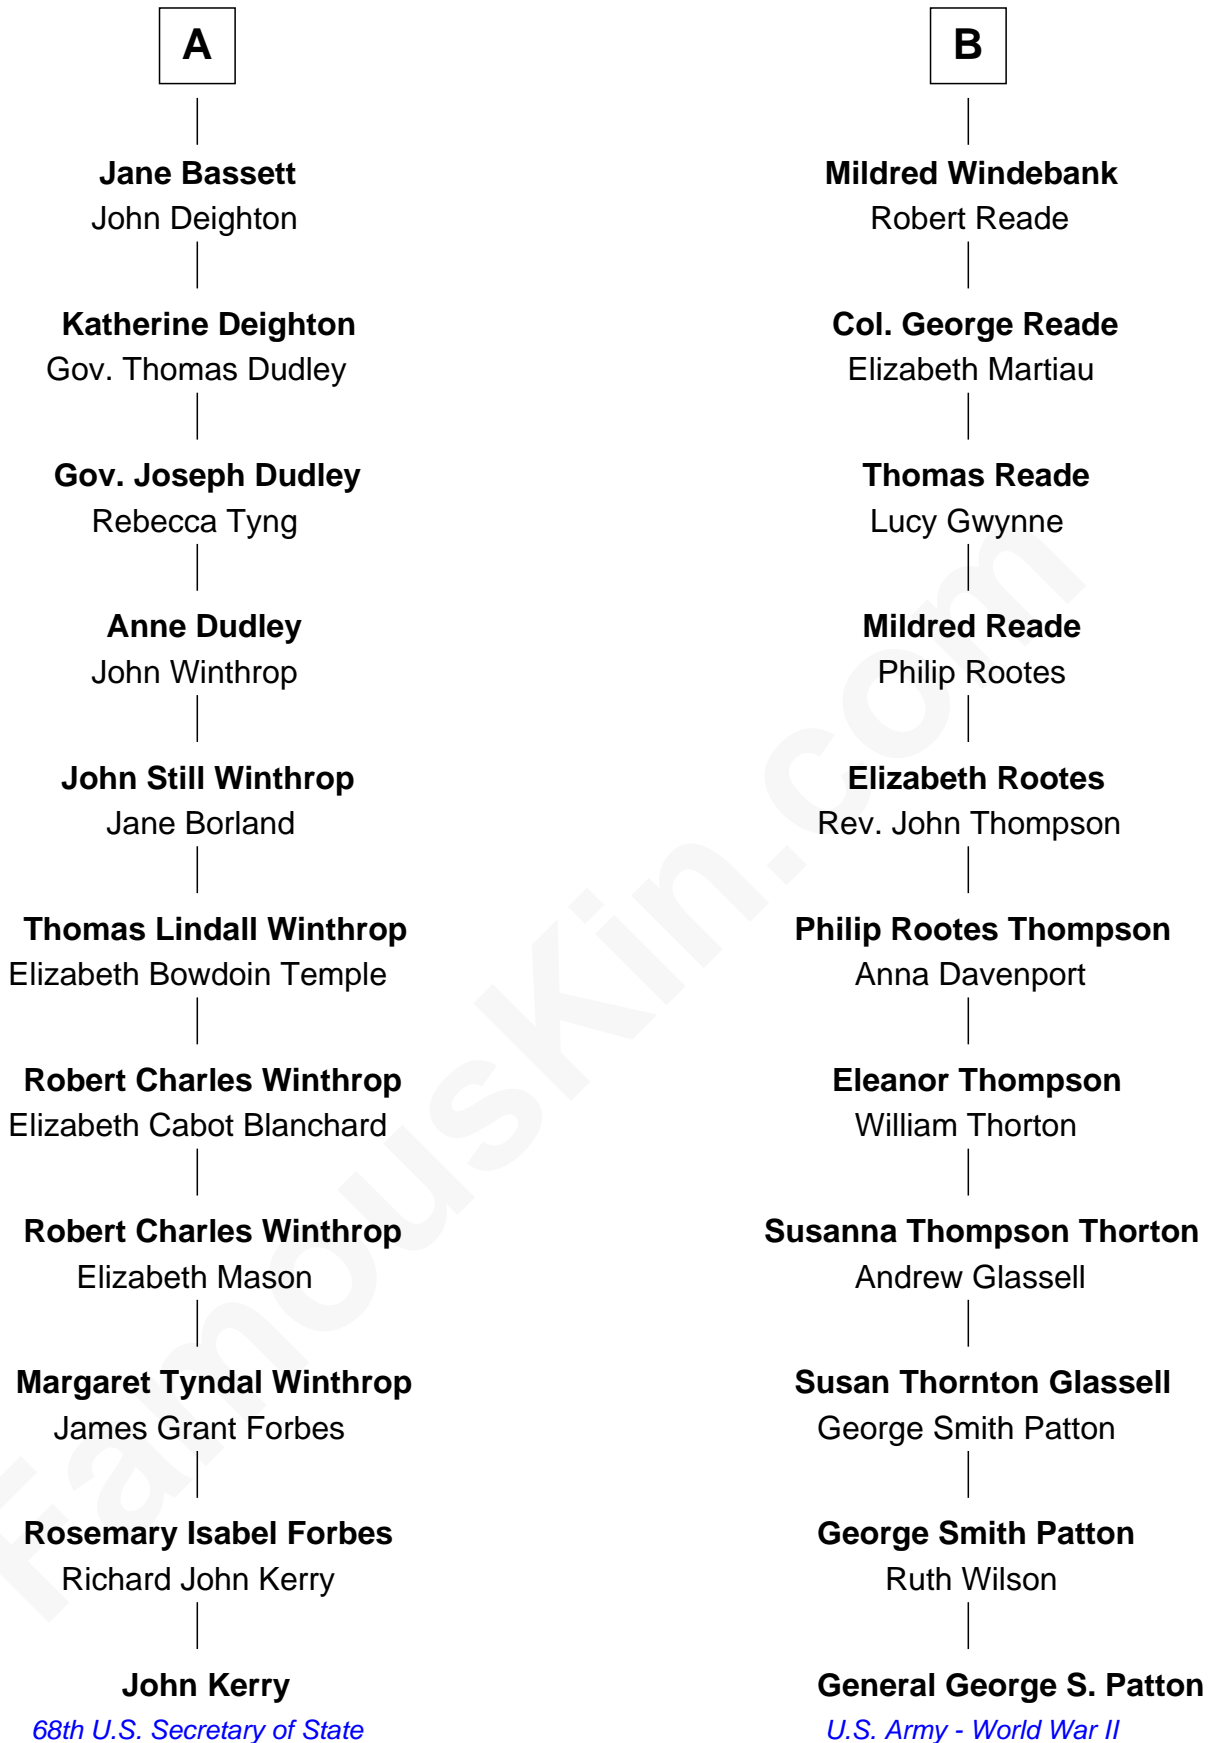 A
Jane Bassett
John Deighton
Katherine Deighton
Gov. Thomas Dudley
Gov. Joseph Dudley
Rebecca Tyng
Anne Dudley
John Winthrop
John Still Winthrop
Jane Borland
Thomas Lindall Winthrop
Elizabeth Bowdoin Temple
Robert Charles Winthrop
Elizabeth Cabot Blanchard
Robert Charles Winthrop
Elizabeth Mason
Margaret Tyndal Winthrop
James Grant Forbes
Rosemary Isabel Forbes
Richard John Kerry
John Kerry
68th U.S. Secretary of State
B
Mildred Windebank
Robert Reade
Col. George Reade
Elizabeth Martiau
Thomas Reade
Lucy Gwynne
Mildred Reade
Philip Rootes
Elizabeth Rootes
Rev. John Thompson
Philip Rootes Thompson
Anna Davenport
Eleanor Thompson
William Thorton
Susanna Thompson Thorton
Andrew Glassell
Susan Thornton Glassell
George Smith Patton
George Smith Patton
Ruth Wilson
General George S. Patton
U.S. Army - World War II
FamousKin.com